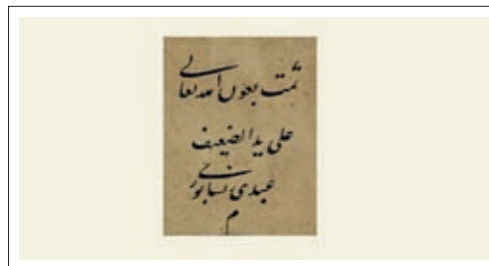 تمت بعون الله تعالی
علی ید الضعیف
عبدی نیشابوری
م